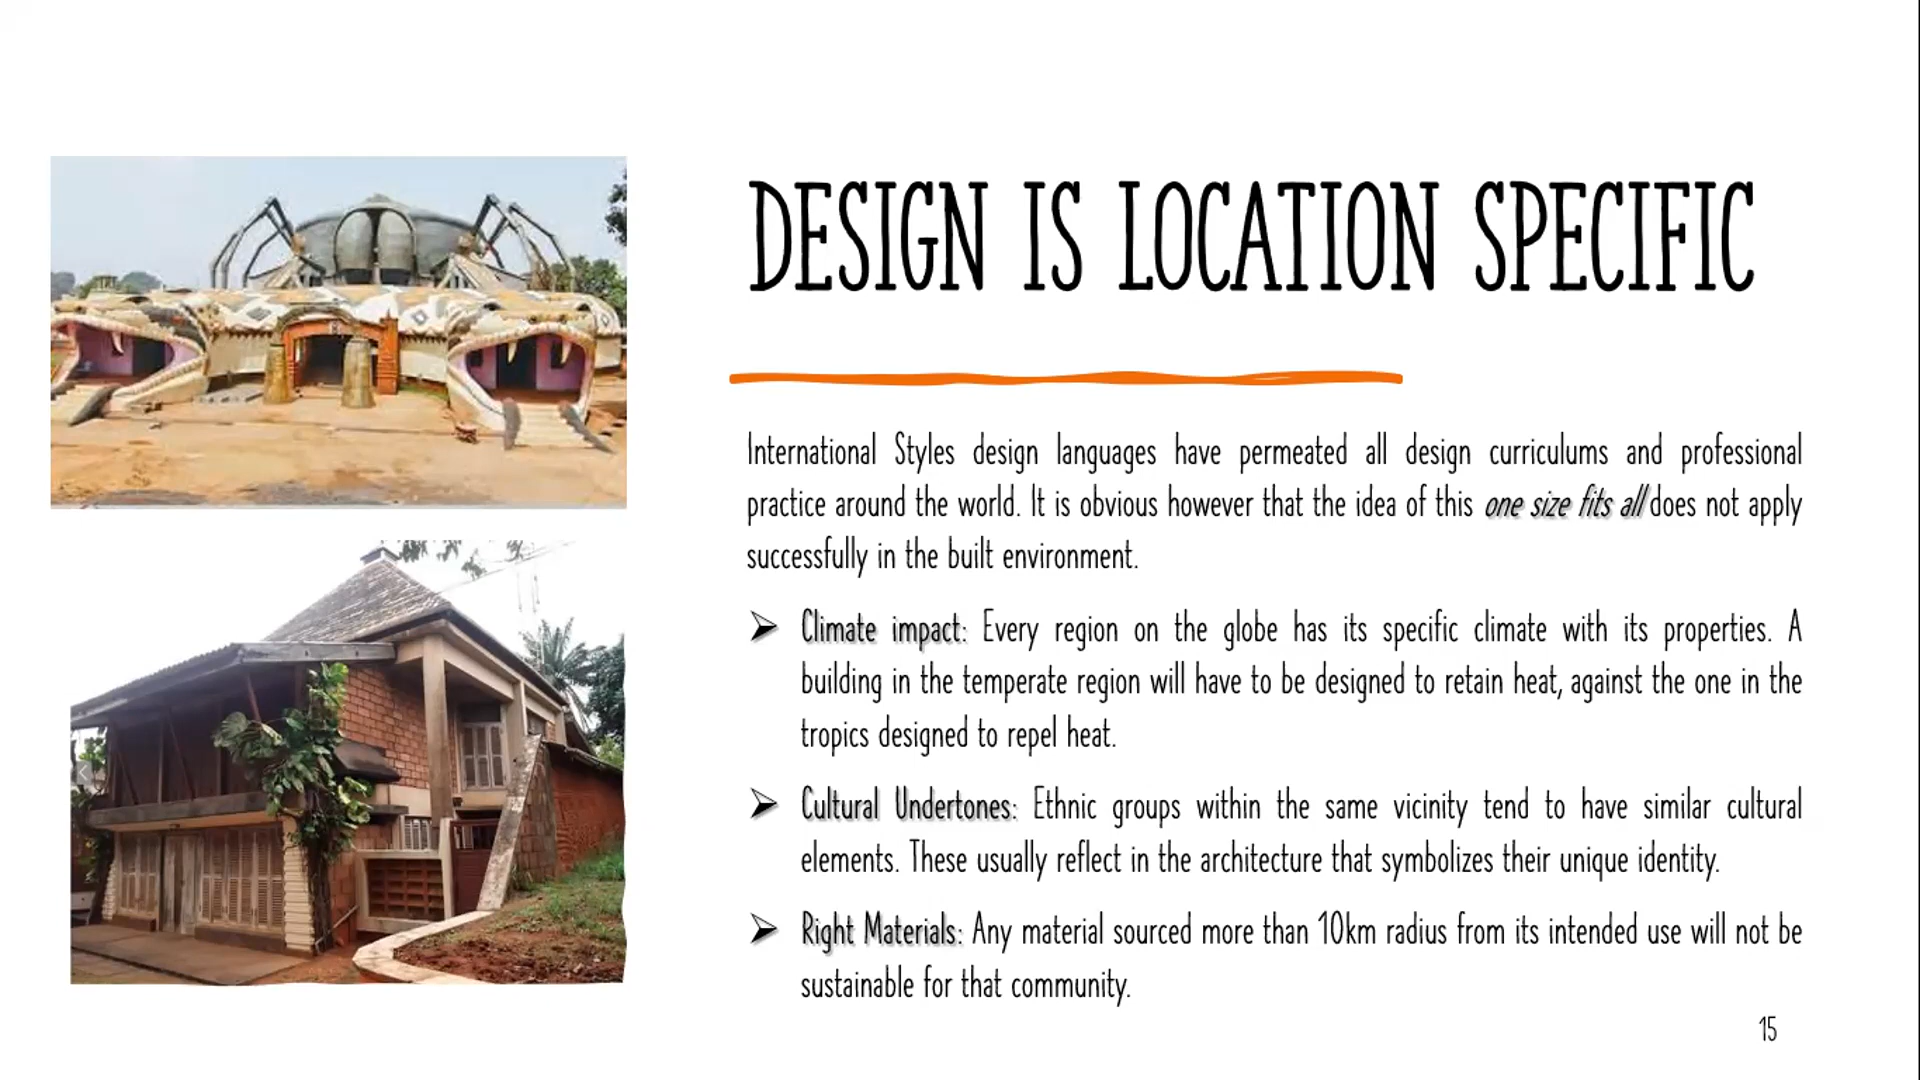 DESIGN IS LOCATION SPECIFIC
International Styles design languages have permeated all design curriculums and professional
practice around the world. It is obvious however that the idea of this one size fits all does not apply
successfully in the built environment.
➢ Climate impact: Every region on the globe has its specific climate with its properties. A
building in the temperate region will have to be designed to retain heat, against the one in the
tropics designed to repel heat.
➢ Cultural Undertones: Ethnic groups within the same vicinity tend to have similar cultural
elements. These usually reflect in the architecture that symbolizes their unique identity.
➢ Right Materials: Any material sourced more than 10km radius from its intended use will not be
sustainable for that community.
15